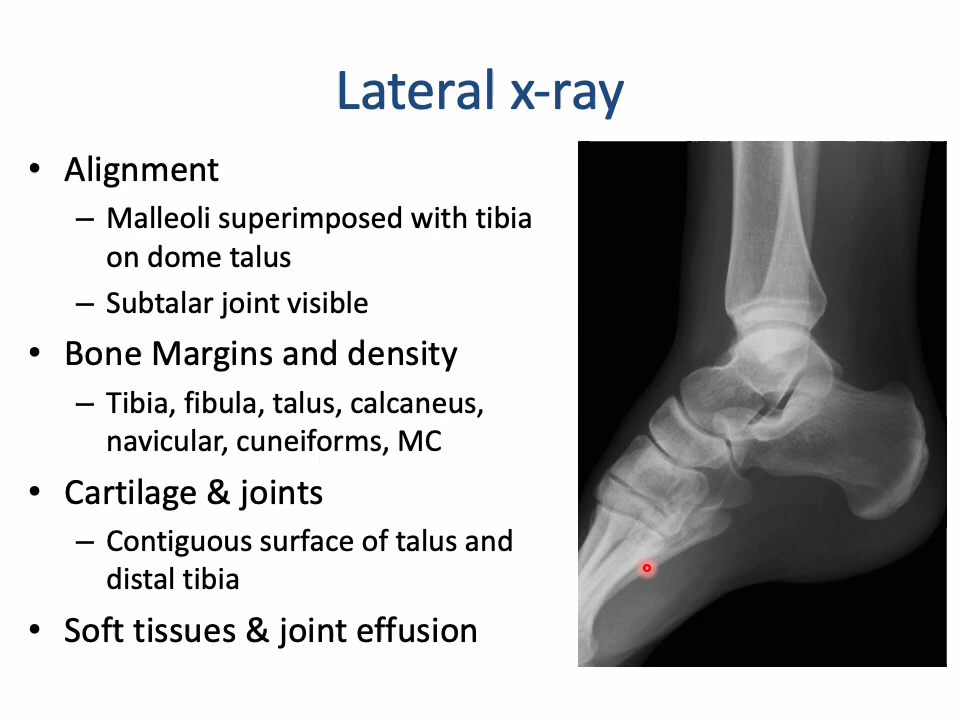 Lateral x-ray
• Alignment
– Malleoli superimposed with tibia
on dome talus
– Subtalar joint visible
• Bone Margins and density
– Tibia, fibula, talus, calcaneus,
navicular, cuneiforms, MC
• Cartilage & joints
– Contiguous surface of talus and
distal tibia
• Soft tissues & joint effusion